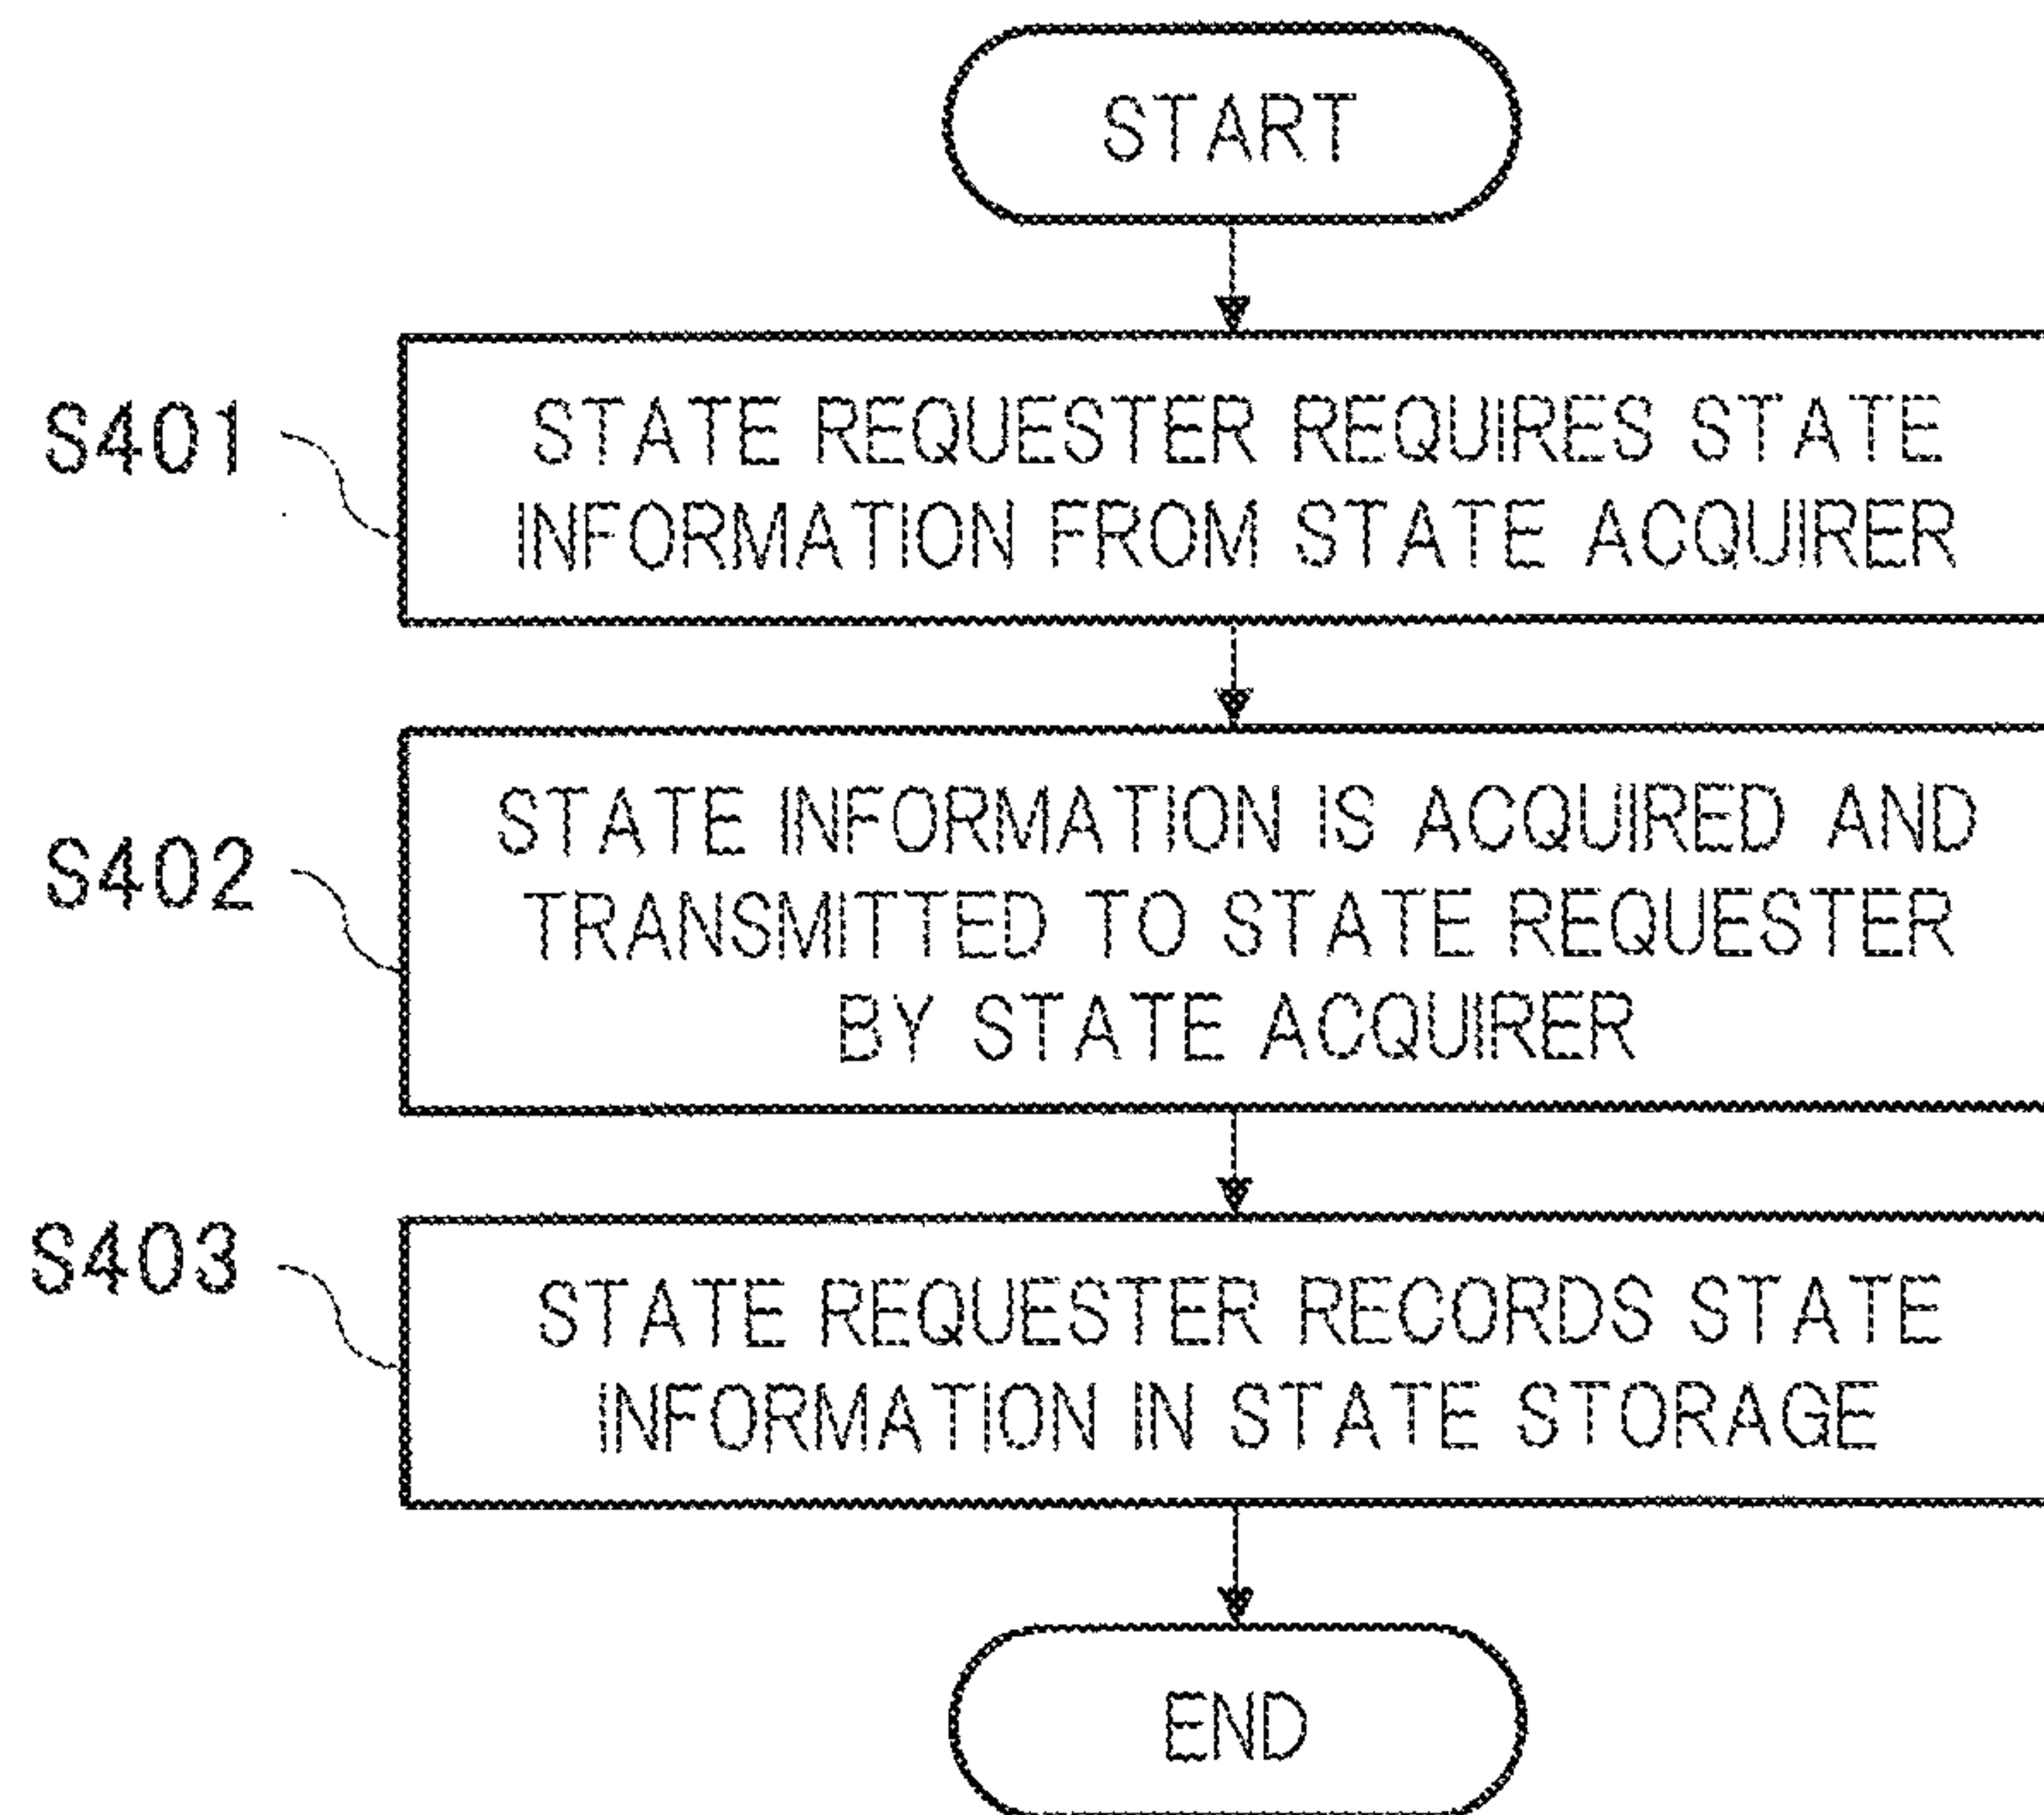 START
S401
STATE REQUESTER REQUIRES STATE
INFORMATION FROM STATE ACQUIRER
S402
STATE INFORMATION IS ACQUIRED AND
TRANSMITTED TO STATE REQUESTER
BY STATE ACQUIRER
S403
STATE REQUESTER RECORDS STATE
INFORMATION IN STATE STORAGE
END